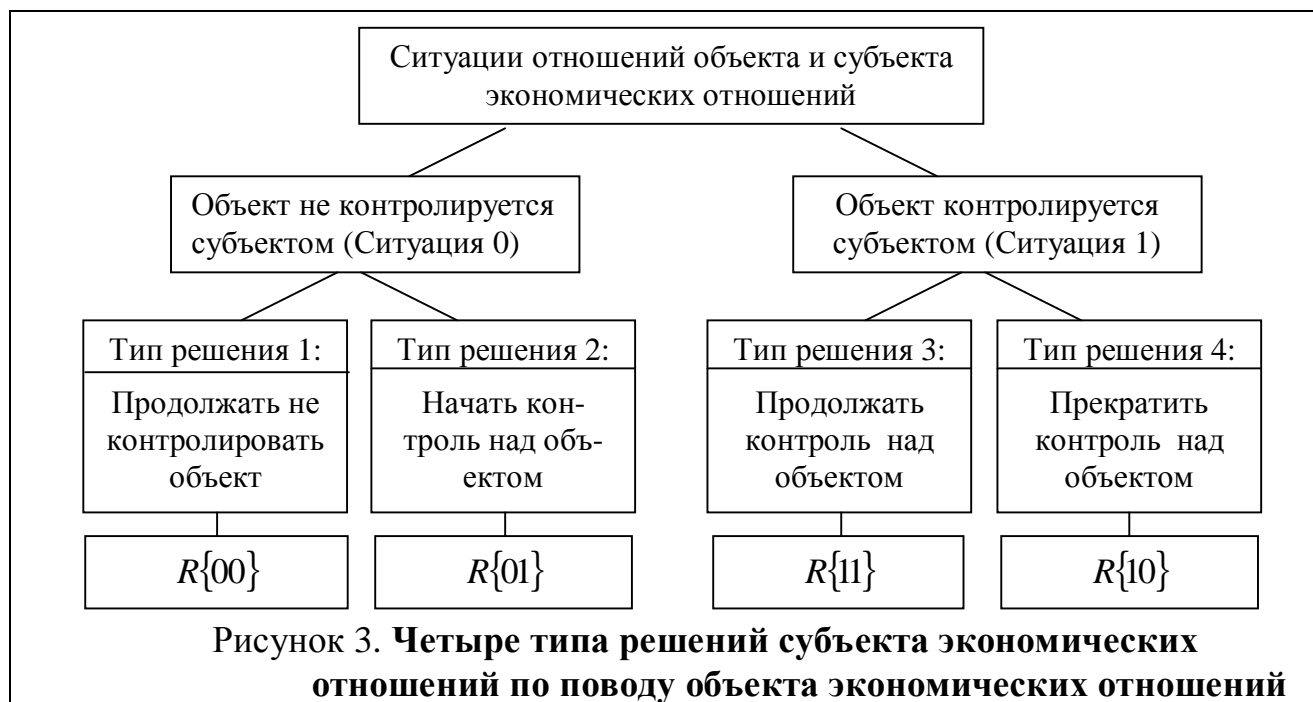 Ситуации отношений объекта и субъекта
экономических отношений
Объект не контролируется
субъектом (Ситуация 0)
Объект контролируется
субъектом (Ситуация 1)
Тип решения 1:
Продолжать не
контролировать
объект
R{00}
Тип решения 2:
Начать кон-
троль над объ-
ектом
R{01}
Тип решения 3:
Продолжать
контроль над
объектом
R{11}
Тип решения 4:
Прекратить
контроль над
объектом
R{10}
Рисунок 3. Четыре типа решений субъекта экономических
отношений по поводу объекта экономических отношений